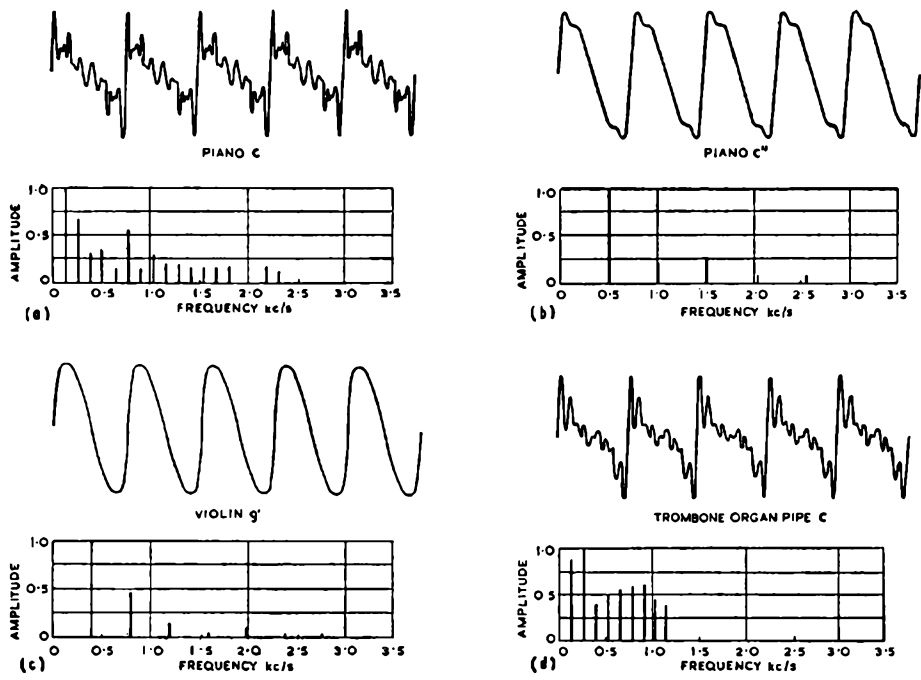 PIANO C
1.0
0.5
0
AMPLITUDE
0 0.5 1.0 1.5 2.0 2.5 3.0 3.5
FREQUENCY kc/s
(a)
PIANO C"
1.0
0.5
0
AMPLITUDE
0 0.5 1.0 1.5 2.0 2.5 3.0 3.5
FREQUENCY kc/s
(b)
VIOLIN g'
1.0
0.5
0
AMPLITUDE
0 0.5 1.0 1.5 2.0 2.5 3.0 3.5
FREQUENCY kc/s
(c)
TROMBONE ORGAN PIPE C
1.0
0.5
0
AMPLITUDE
0 0.5 1.0 1.5 2.0 2.5 3.0 3.5
FREQUENCY kc/s
(d)